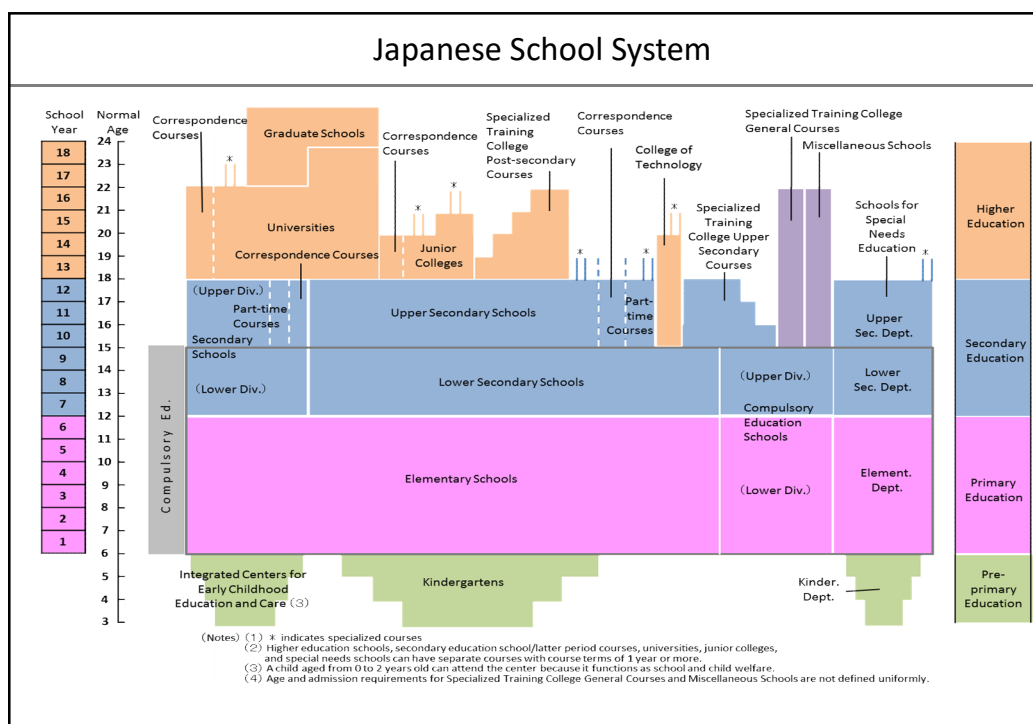 Japanese School System
School
Year
Normal
Age
18
17
16
15
14
13
12
11
10
9
8
7
6
5
4
3
2
1
24
23
22
21
20
19
18
17
16
15
14
13
12
11
10
9
8
7
6
5
4
3
Compulsory Ed.
Correspondence
Courses
*
Graduate Schools
Universities
Correspondence Courses
Correspondence
Courses
*
*
Junior
Colleges
Specialized
Training
College
Post-secondary
Courses
Correspondence
Courses
*
*
College of
Technology
*
Specialized
Training
College Upper
Secondary
Courses
Specialized Training College
General Courses
Miscellaneous Schools
Schools for
Special
Needs
Education
*
Higher
Education
(Upper Div.)
Part-time
Courses
Secondary
Schools
(Lower Div.)
Upper Secondary Schools
Part-
time
Courses
Upper
Sec. Dept.
Secondary
Education
Lower Secondary Schools
(Upper Div.)
Compulsory
Education
Schools
(Lower Div.)
Lower
Sec. Dept.
Elementary Schools
Element.
Dept.
Primary
Education
Integrated Centers for
Early Childhood
Education and Care (3)
Kindergartens
Kinder.
Dept.
Pre-
primary
Education
(Notes) (1) * indicates specialized courses
(2) Higher education schools, secondary education school/latter period courses, universities, junior colleges,
and special needs schools can have separate courses with course terms of 1 year or more.
(3) A child aged from 0 to 2 years old can attend the center because it functions as school and child welfare.
(4) Age and admission requirements for Specialized Training College General Courses and Miscellaneous Schools are not defined uniformly.